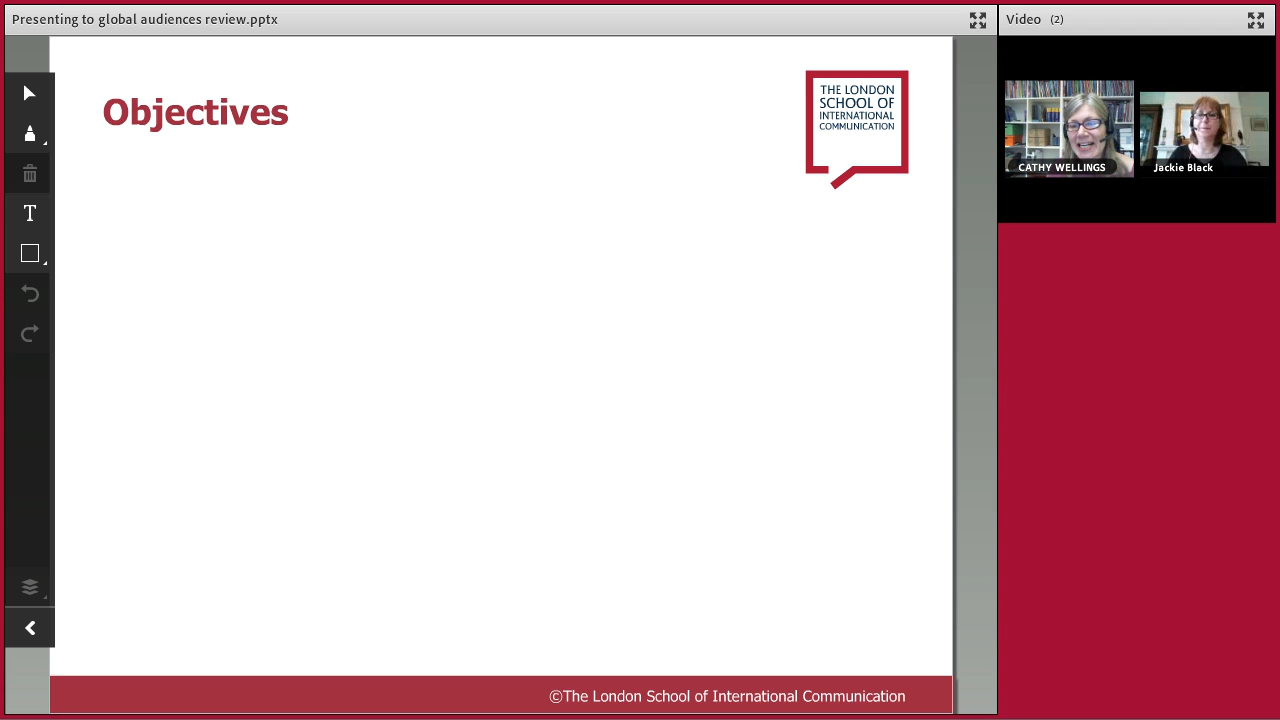 Presenting to global audiences review.pptx
Video (2)
Objectives
THE LONDON
SCHOOL OF
INTERNATIONAL
COMMUNICATION
CATHY WELLINGS
Jackie Black
T
©The London School of International Communication